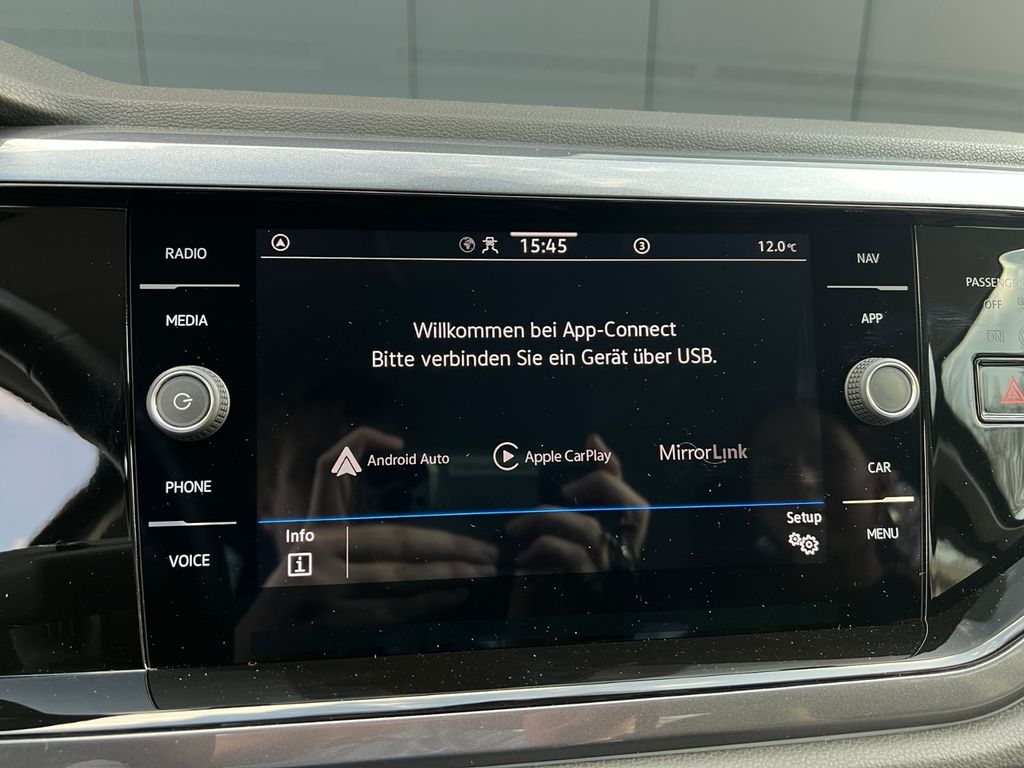 RADIO
MEDIA
PHONE
VOICE
15:45
3
12.0°C
Willkommen bei App-Connect
Bitte verbinden Sie ein Gerät über USB.
Android Auto
Apple CarPlay
MirrorLink
Info
i
Setup
NAV
APP
CAR
MENU
OFF
ON